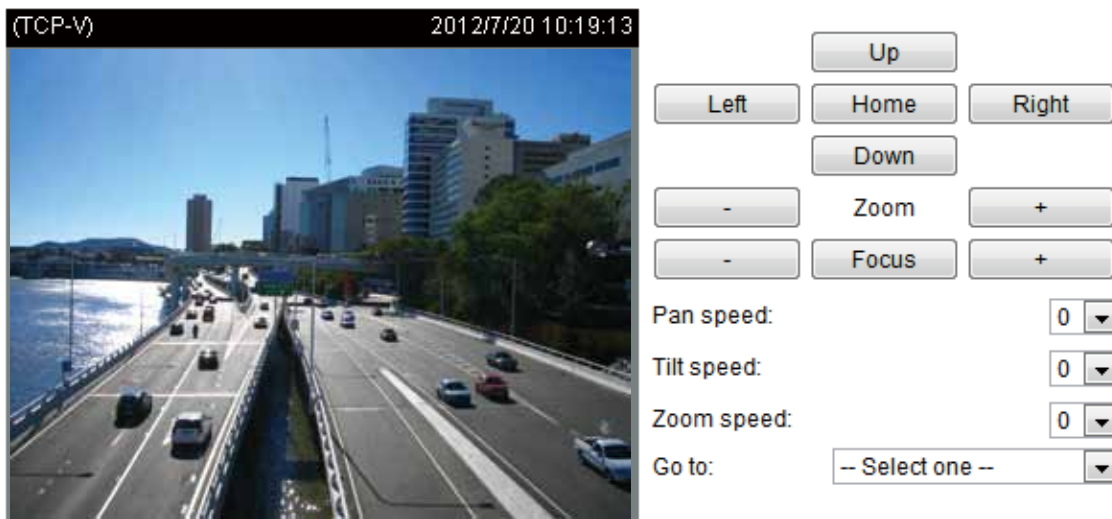 (TCP-V) 2012/7/20 10:19:13
Up
Left Home Right
Down
- Zoom +
- Focus +
Pan speed: 0
Tilt speed: 0
Zoom speed: 0
Go to: -- Select one --